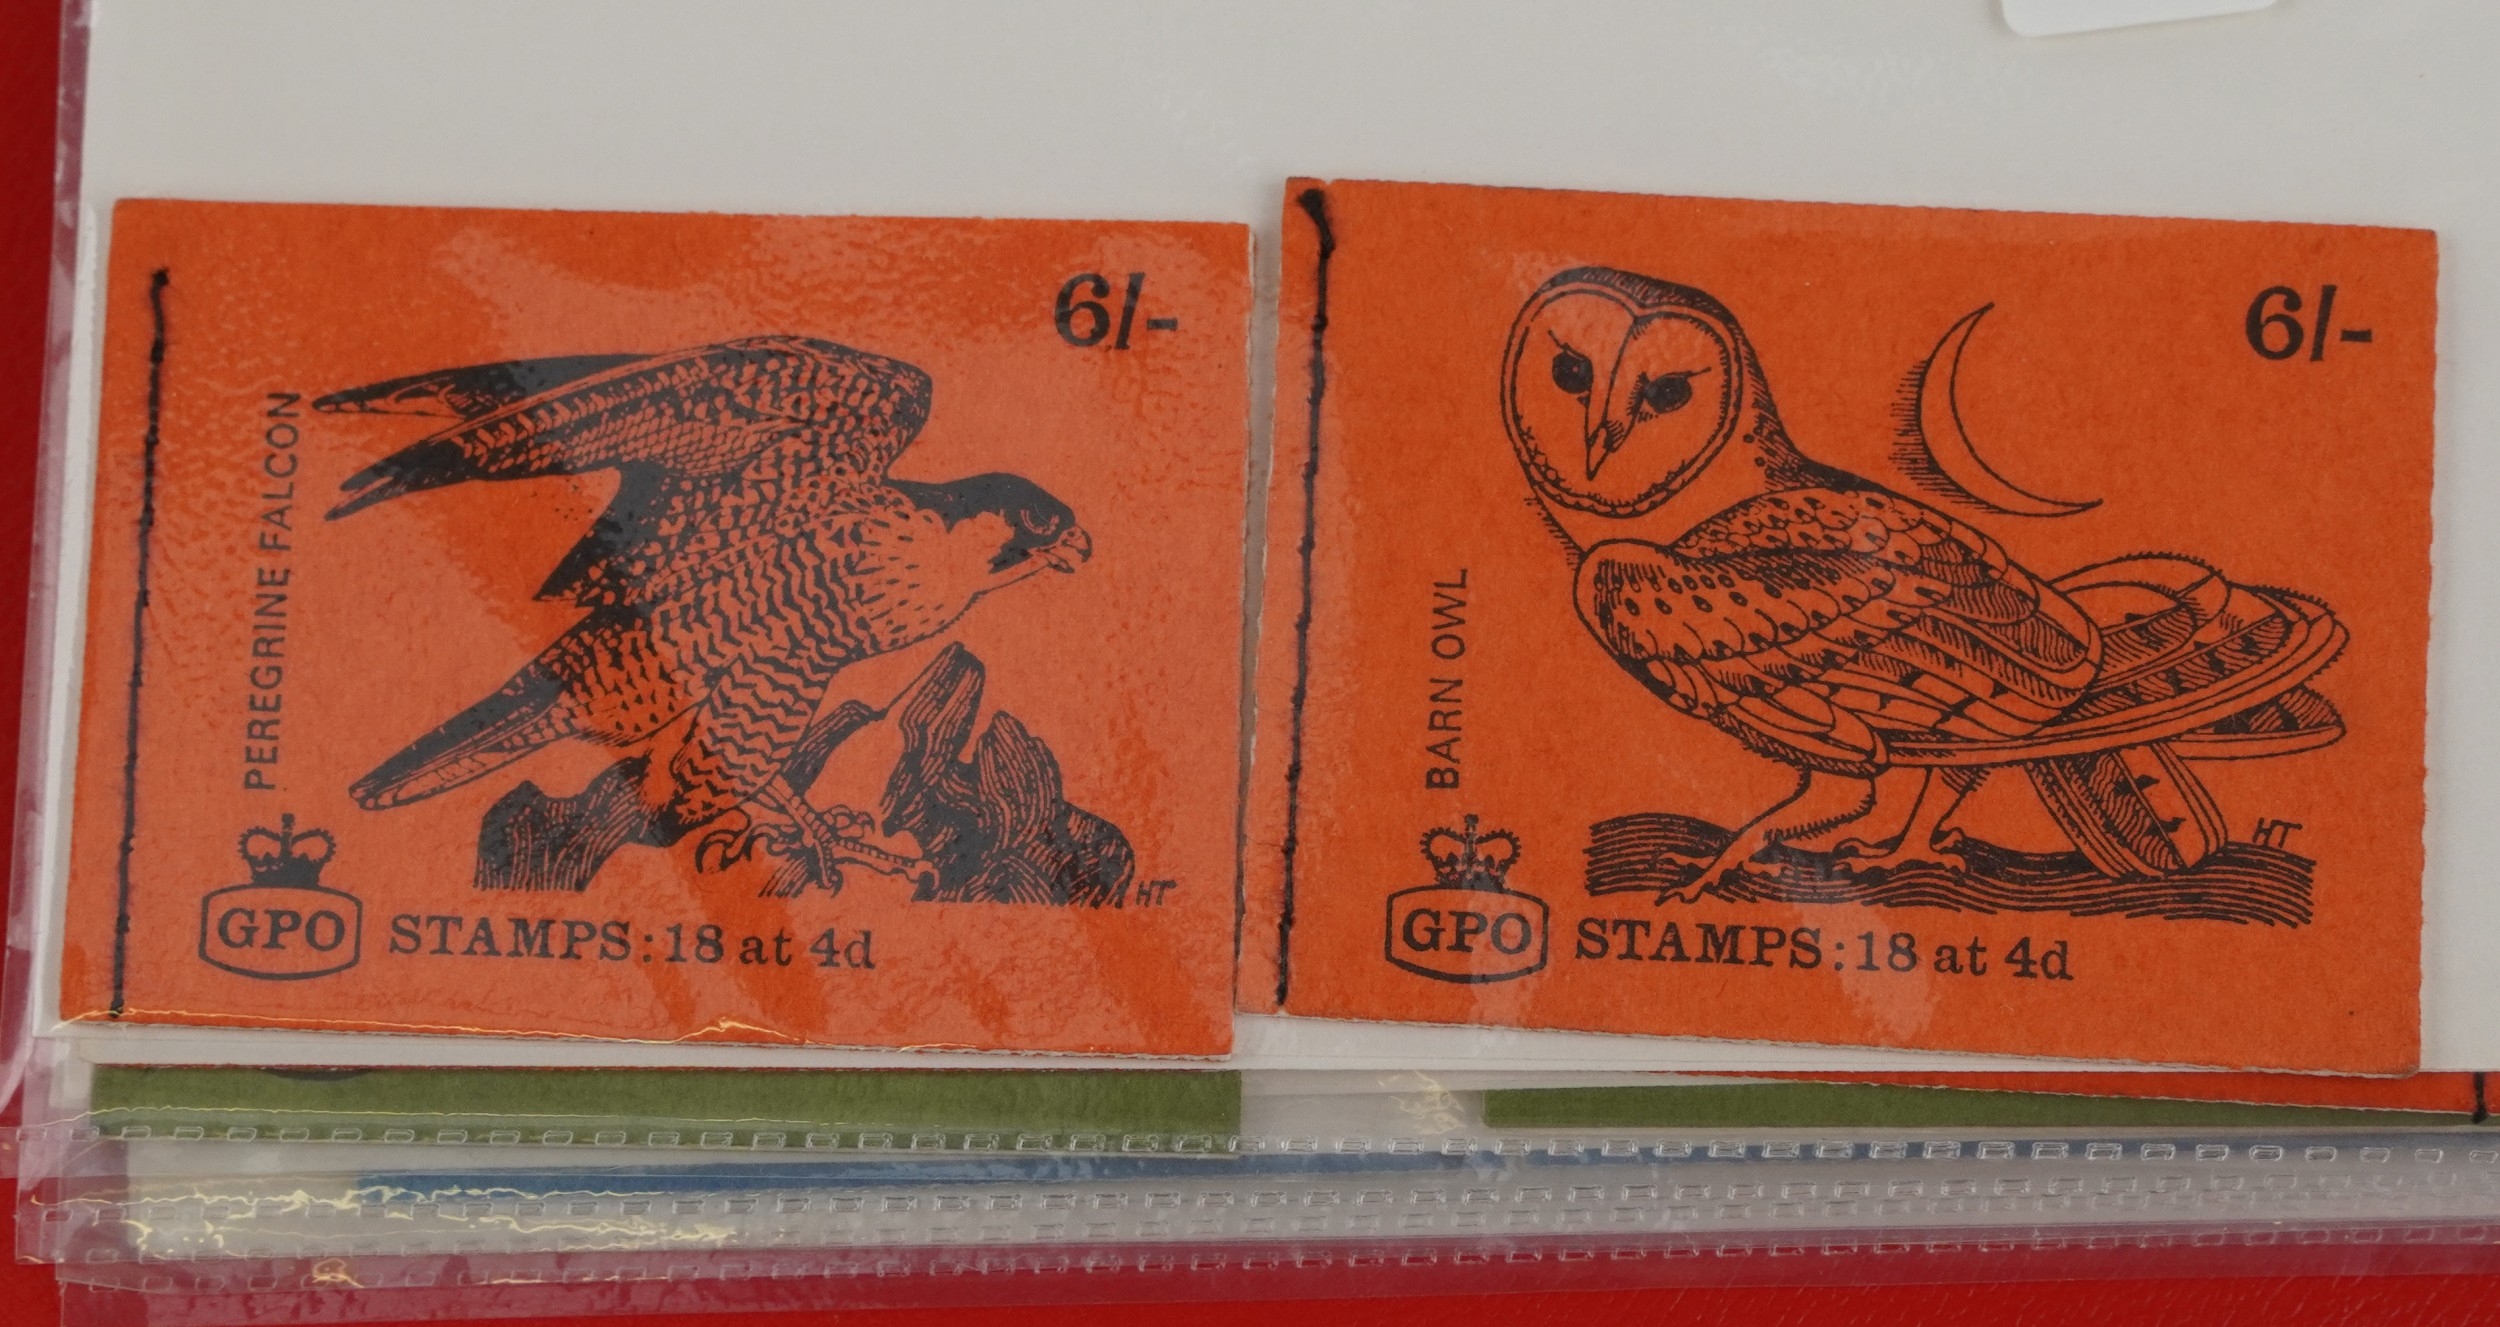 6/-
PEREGRINE FALCON
HT
GPO STAMPS:18 at 4d
6/-
BARN OWL
HT
GPO STAMPS:18 at 4d